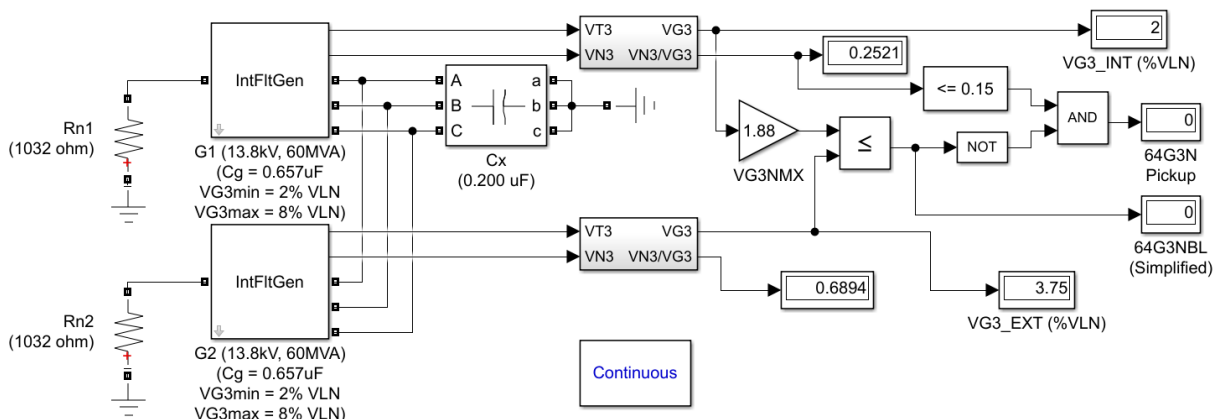 VT3
VG3
VN3
VN3/VG3
2
VG3_INT (%VLN)
0.2521
IntFltGen
A
a
B
b
C
c
Cx
(0.200 uF)
Rn1
(1032 ohm)
G1 (13.8kV, 60MVA)
(Cg = 0.657uF
VG3min = 2% VLN
VG3max = 8% VLN)
<= 0.15
1.88
VG3NMX
≤
NOT
AND
0
64G3N
Pickup
0
64G3NBL
(Simplified)
VT3
VG3
VN3
VN3/VG3
IntFltGen
0.6894
3.75
VG3_EXT (%VLN)
Rn2
(1032 ohm)
G2 (13.8kV, 60MVA)
(Cg = 0.657uF
VG3min = 2% VLN
VG3max = 8% VLN)
Continuous